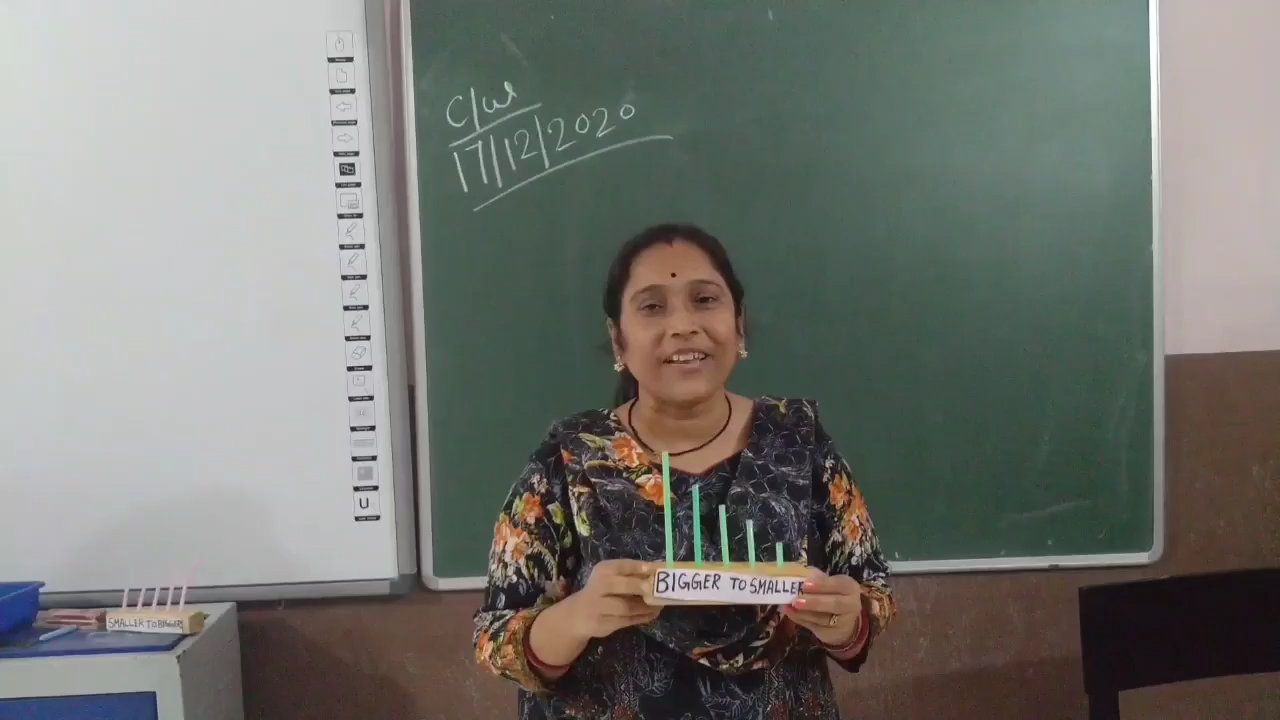 C/W
17/12/2020
BIGGER TO SMALLER
SMALLER TO BIGGER
U